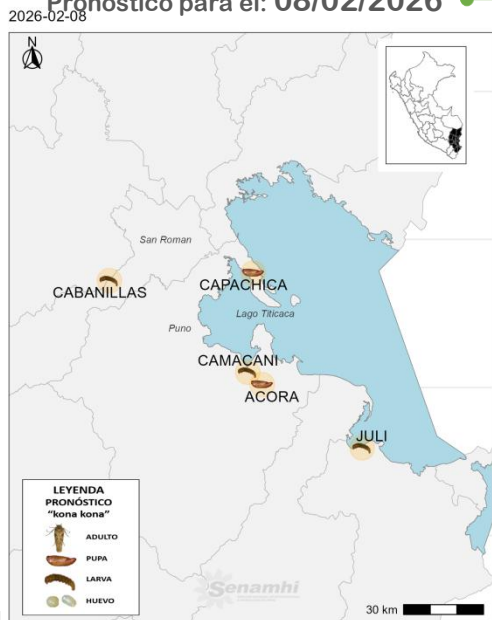 Pronóstico para el: 08/02/2026
2026-02-08
N
San Roman
CABANILLAS
CAPACHICA
Lago Titicaca
Puno
CAMACANI
ACORA
JULI
LEYENDA
PRONÓSTICO
"kona kona"
ADULTO
PUPA
LARVA
HUEVO
Senamhi
30 km